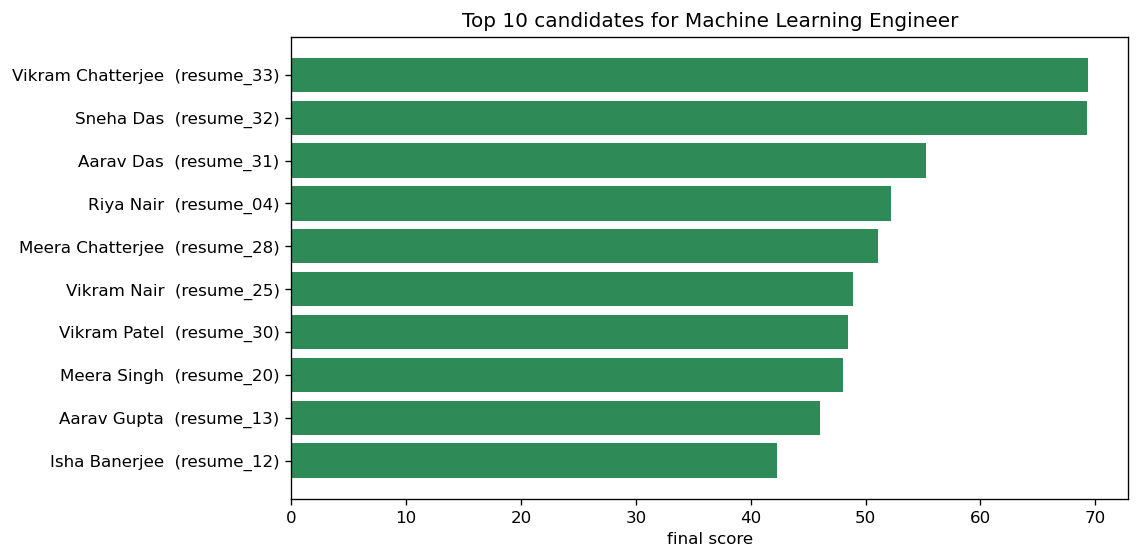 Top 10 candidates for Machine Learning Engineer
Vikram Chatterjee (resume_33)
Sneha Das (resume_32)
Aarav Das (resume_31)
Riya Nair (resume_04)
Meera Chatterjee (resume_28)
Vikram Nair (resume_25)
Vikram Patel (resume_30)
Meera Singh (resume_20)
Aarav Gupta (resume_13)
Isha Banerjee (resume_12)
0 10 20 30 40 50 60 70
final score